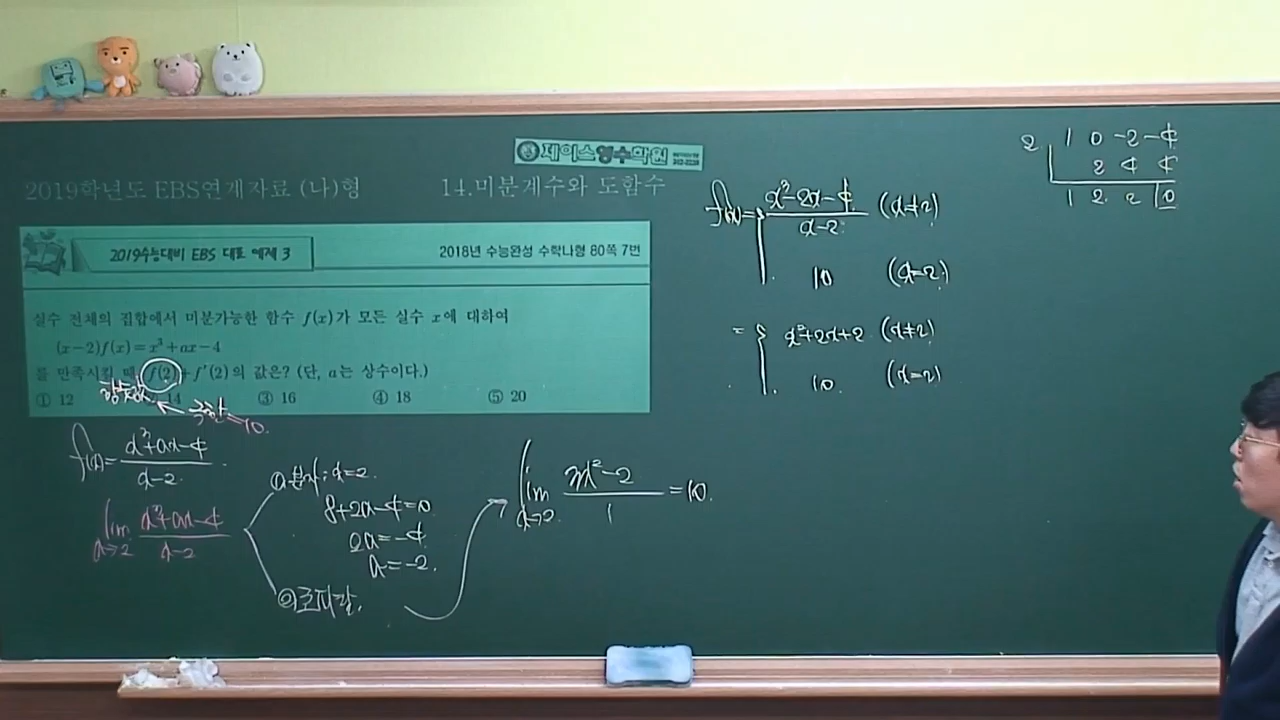 제이스영수학원
2019학년도 EBS연계자료 (나)형 14.미분계수와 도함수
2019수능대비 EBS 대표 예제 3
2018년 수능완성 수학나형 80쪽 7번
실수 전체의 집합에서 미분가능한 함수 f(x)가 모든 실수 x에 대하여
(x-2)f(x)=x³+ax-4
를 만족시킬 때, f(2)+f'(2)의 값은? (단, a는 상수이다.)
① 12 14 ③ 16 ④ 18 ⑤ 20
함숫값 극한=10.
f(x)= x³+ax-4 / x-2
lim x→2 x³+ax-4 / x-2
① 분자; x=2.
8+2a-4=0
2a=-4
a=-2.
② 로피탈.
lim x→2 3x²-2 / 1 =10.
f(x)= { x³-2x-4 / x-2 (x≠2)
10 (x=2)
= { x²+2x+2 (x≠2)
10 (x=2)
2 1 0 -2 -4
2 4 4
1 2 2 0